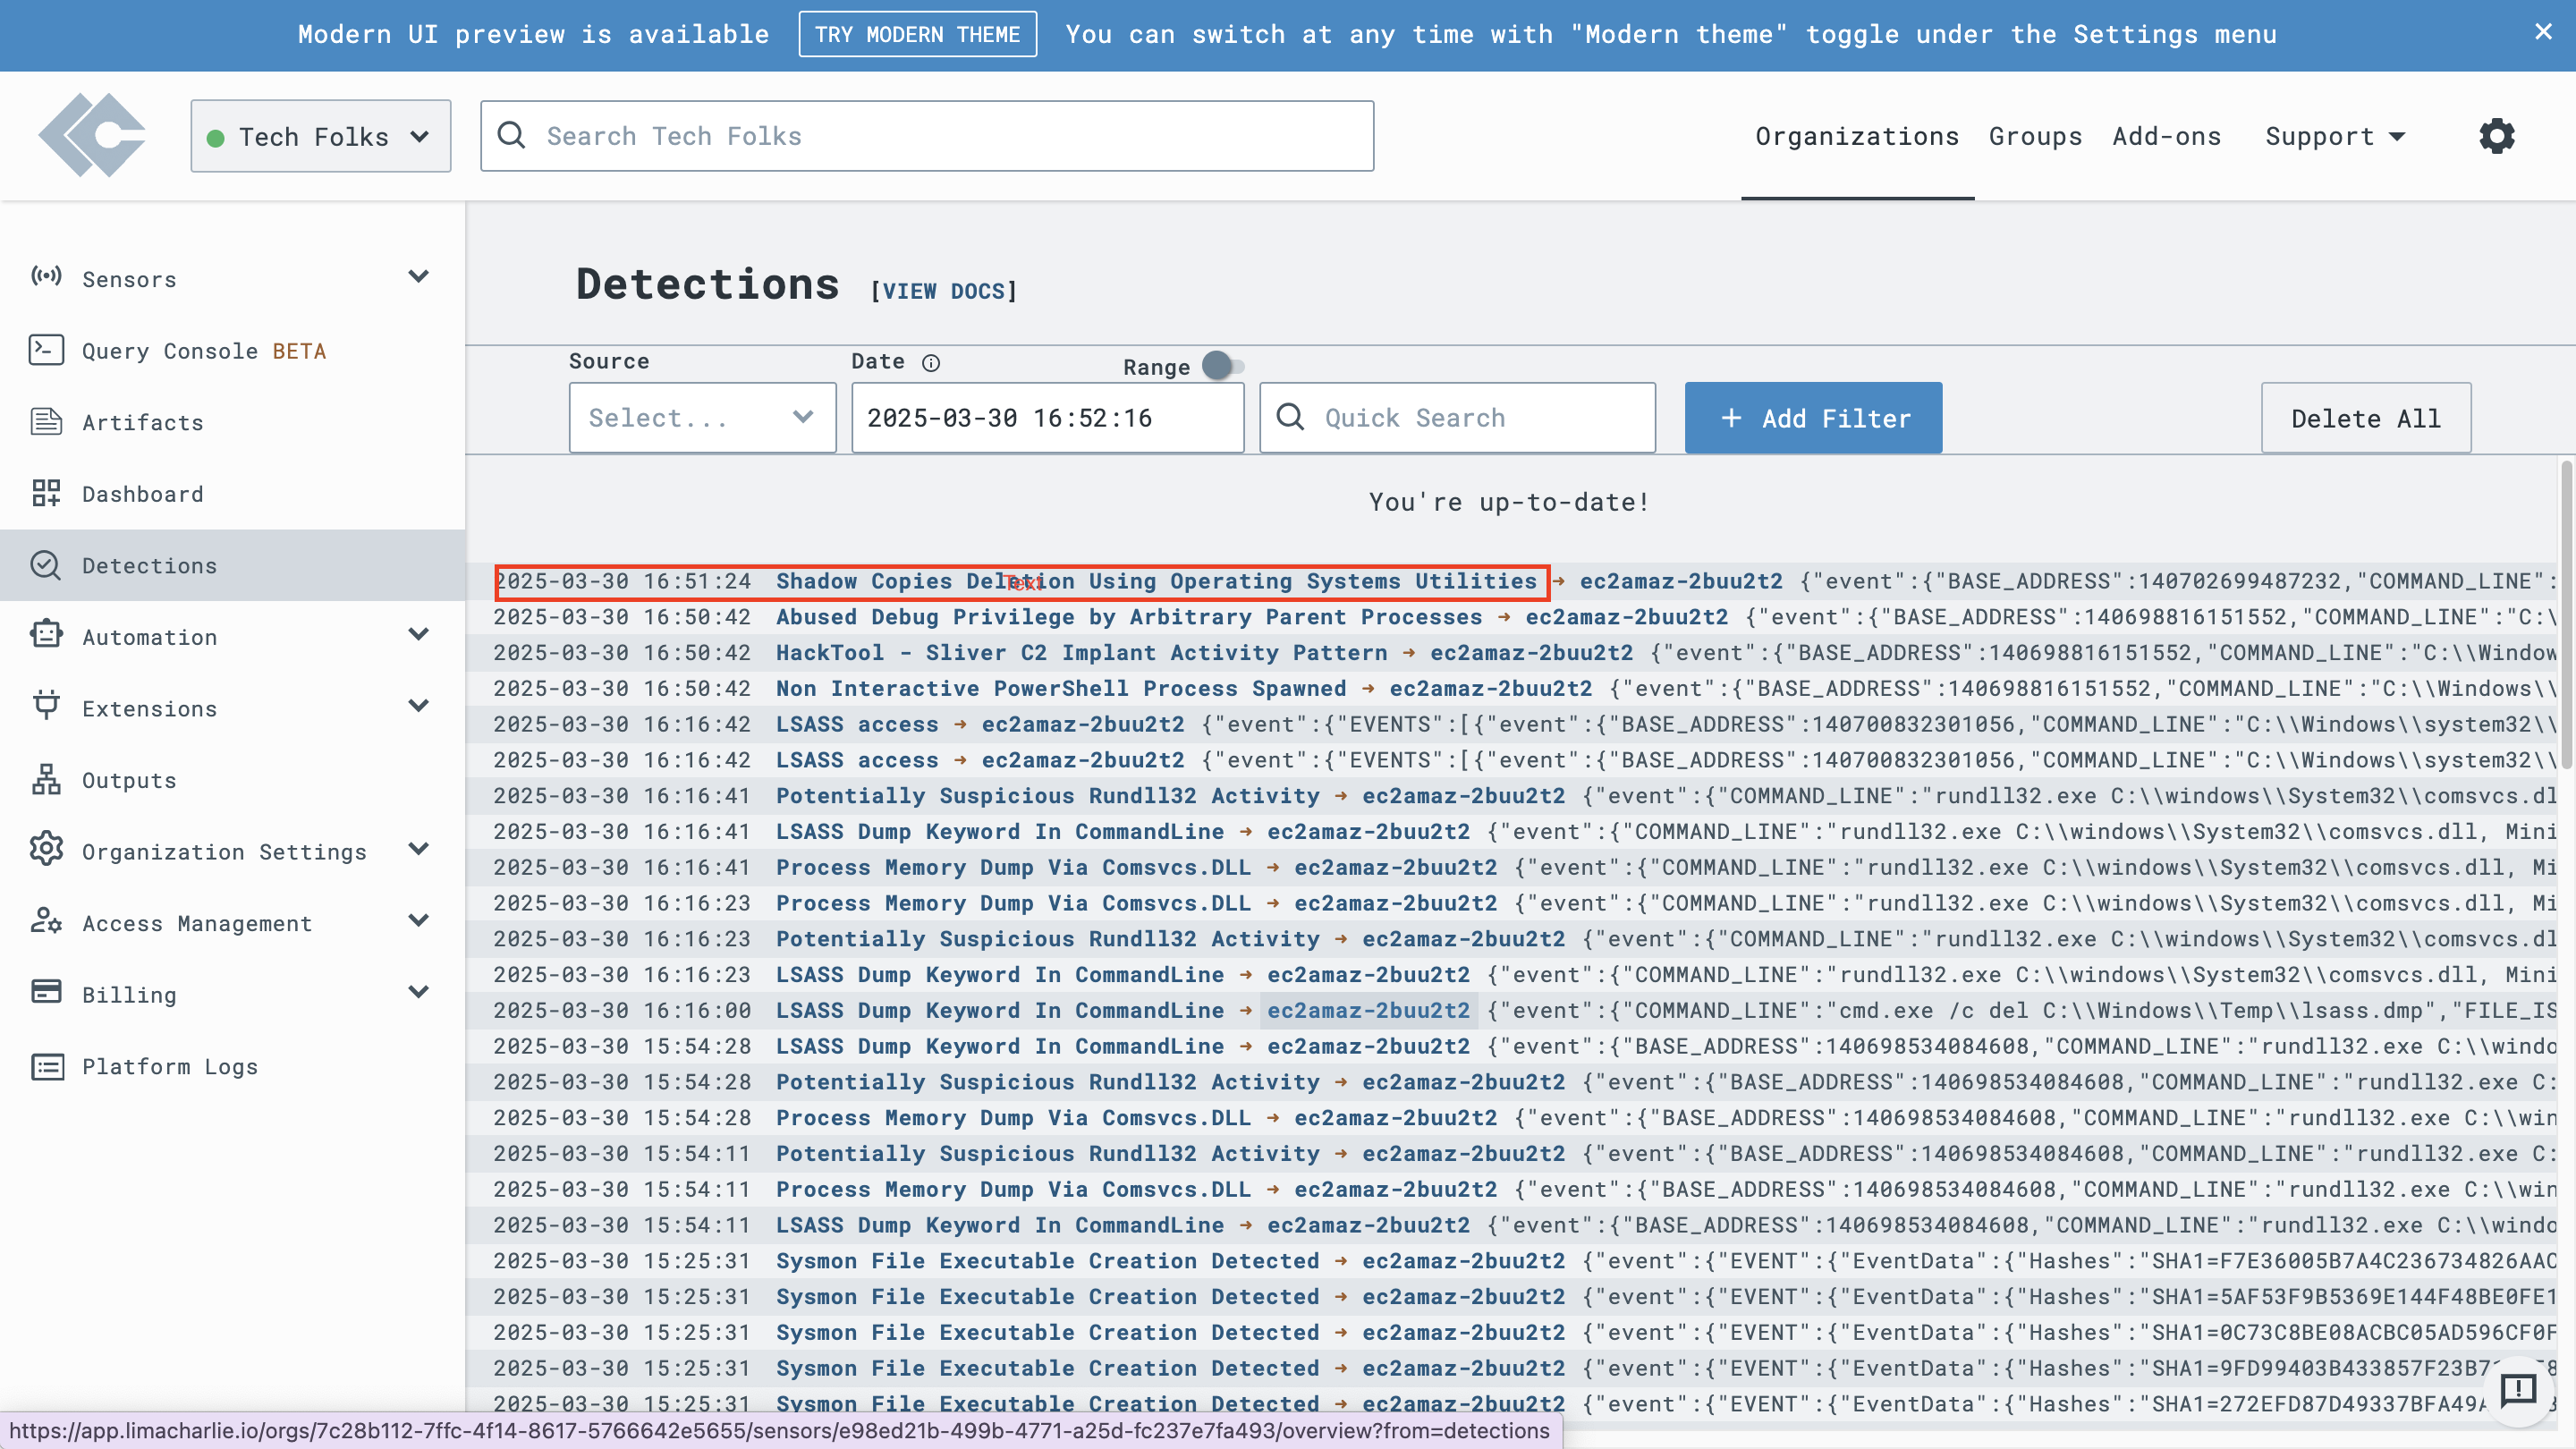 Modern UI preview is available TRY MODERN THEME You can switch at any time with "Modern theme" toggle under the Settings menu
Tech Folks
Search Tech Folks
Organizations Groups Add-ons Support
Sensors
Query Console BETA
Artifacts
Dashboard
Detections
Automation
Extensions
Outputs
Organization Settings
Access Management
Billing
Platform Logs
Detections [VIEW DOCS]
Source Date Range
Select... 2025-03-30 16:52:16 Quick Search + Add Filter Delete All
You're up-to-date!
2025-03-30 16:51:24 Shadow Copies Deletion Using Operating Systems Utilities → ec2amaz-2buu2t2 {"event":{"BASE_ADDRESS":140702699487232,"COMMAND_LINE":
Text
2025-03-30 16:50:42 Abused Debug Privilege by Arbitrary Parent Processes → ec2amaz-2buu2t2 {"event":{"BASE_ADDRESS":140698816151552,"COMMAND_LINE":"C:\
2025-03-30 16:50:42 HackTool - Sliver C2 Implant Activity Pattern → ec2amaz-2buu2t2 {"event":{"BASE_ADDRESS":140698816151552,"COMMAND_LINE":"C:\\Window
2025-03-30 16:50:42 Non Interactive PowerShell Process Spawned → ec2amaz-2buu2t2 {"event":{"BASE_ADDRESS":140698816151552,"COMMAND_LINE":"C:\\Windows\\
2025-03-30 16:16:42 LSASS access → ec2amaz-2buu2t2 {"event":{"EVENTS":[{"event":{"BASE_ADDRESS":140700832301056,"COMMAND_LINE":"C:\\Windows\\system32\\
2025-03-30 16:16:42 LSASS access → ec2amaz-2buu2t2 {"event":{"EVENTS":[{"event":{"BASE_ADDRESS":140700832301056,"COMMAND_LINE":"C:\\Windows\\system32\\
2025-03-30 16:16:41 Potentially Suspicious Rundll32 Activity → ec2amaz-2buu2t2 {"event":{"COMMAND_LINE":"rundll32.exe C:\\windows\\System32\\comsvcs.dl
2025-03-30 16:16:41 LSASS Dump Keyword In CommandLine → ec2amaz-2buu2t2 {"event":{"COMMAND_LINE":"rundll32.exe C:\\windows\\System32\\comsvcs.dll, Mini
2025-03-30 16:16:41 Process Memory Dump Via Comsvcs.DLL → ec2amaz-2buu2t2 {"event":{"COMMAND_LINE":"rundll32.exe C:\\windows\\System32\\comsvcs.dll, Mi
2025-03-30 16:16:23 Process Memory Dump Via Comsvcs.DLL → ec2amaz-2buu2t2 {"event":{"COMMAND_LINE":"rundll32.exe C:\\windows\\System32\\comsvcs.dll, Mi
2025-03-30 16:16:23 Potentially Suspicious Rundll32 Activity → ec2amaz-2buu2t2 {"event":{"COMMAND_LINE":"rundll32.exe C:\\windows\\System32\\comsvcs.dl
2025-03-30 16:16:23 LSASS Dump Keyword In CommandLine → ec2amaz-2buu2t2 {"event":{"COMMAND_LINE":"rundll32.exe C:\\windows\\System32\\comsvcs.dll, Mini
2025-03-30 16:16:00 LSASS Dump Keyword In CommandLine → ec2amaz-2buu2t2 {"event":{"COMMAND_LINE":"cmd.exe /c del C:\\Windows\\Temp\\lsass.dmp","FILE_IS
2025-03-30 15:54:28 LSASS Dump Keyword In CommandLine → ec2amaz-2buu2t2 {"event":{"BASE_ADDRESS":140698534084608,"COMMAND_LINE":"rundll32.exe C:\\windo
2025-03-30 15:54:28 Potentially Suspicious Rundll32 Activity → ec2amaz-2buu2t2 {"event":{"BASE_ADDRESS":140698534084608,"COMMAND_LINE":"rundll32.exe C:
2025-03-30 15:54:28 Process Memory Dump Via Comsvcs.DLL → ec2amaz-2buu2t2 {"event":{"BASE_ADDRESS":140698534084608,"COMMAND_LINE":"rundll32.exe C:\\win
2025-03-30 15:54:11 Potentially Suspicious Rundll32 Activity → ec2amaz-2buu2t2 {"event":{"BASE_ADDRESS":140698534084608,"COMMAND_LINE":"rundll32.exe C:
2025-03-30 15:54:11 Process Memory Dump Via Comsvcs.DLL → ec2amaz-2buu2t2 {"event":{"BASE_ADDRESS":140698534084608,"COMMAND_LINE":"rundll32.exe C:\\win
2025-03-30 15:54:11 LSASS Dump Keyword In CommandLine → ec2amaz-2buu2t2 {"event":{"BASE_ADDRESS":140698534084608,"COMMAND_LINE":"rundll32.exe C:\\windo
2025-03-30 15:25:31 Sysmon File Executable Creation Detected → ec2amaz-2buu2t2 {"event":{"EVENT":{"EventData":{"Hashes":"SHA1=F7E36005B7A4C236734826AAC
2025-03-30 15:25:31 Sysmon File Executable Creation Detected → ec2amaz-2buu2t2 {"event":{"EVENT":{"EventData":{"Hashes":"SHA1=5AF53F9B5369E144F48BE0FE1
2025-03-30 15:25:31 Sysmon File Executable Creation Detected → ec2amaz-2buu2t2 {"event":{"EVENT":{"EventData":{"Hashes":"SHA1=0C73C8BE08ACBC05AD596CF0F
2025-03-30 15:25:31 Sysmon File Executable Creation Detected → ec2amaz-2buu2t2 {"event":{"EVENT":{"EventData":{"Hashes":"SHA1=9FD99403B433857F23B7
2025-03-30 15:25:31 Sysmon File Executable Creation Detected → ec2amaz-2buu2t2 {"event":{"EVENT":{"EventData":{"Hashes":"SHA1=272EFD87D49337BFA49
https://app.limacharlie.io/orgs/7c28b112-7ffc-4f14-8617-5766642e5655/sensors/e98ed21b-499b-4771-a25d-fc237e7fa493/overview?from=detections